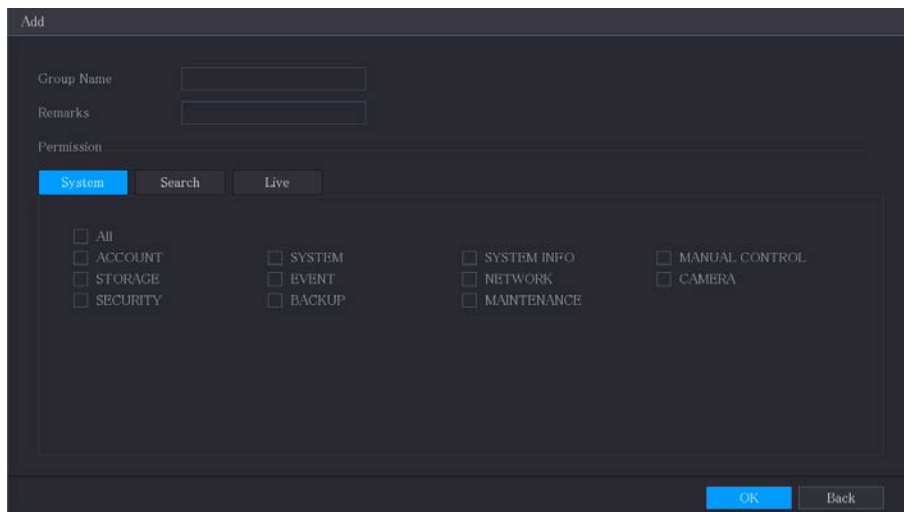 Add
Group Name
Remarks
Permission
System Search Live
All
ACCOUNT SYSTEM SYSTEM INFO MANUAL CONTROL
STORAGE EVENT NETWORK CAMERA
SECURITY BACKUP MAINTENANCE
OK Back